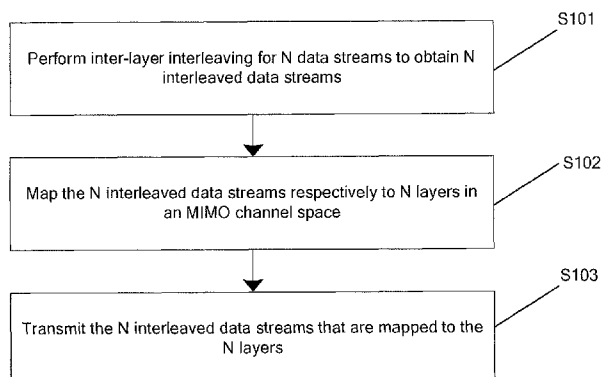 S101
Perform inter-layer interleaving for N data streams to obtain N
interleaved data streams
S102
Map the N interleaved data streams respectively to N layers in
an MIMO channel space
S103
Transmit the N interleaved data streams that are mapped to the
N layers